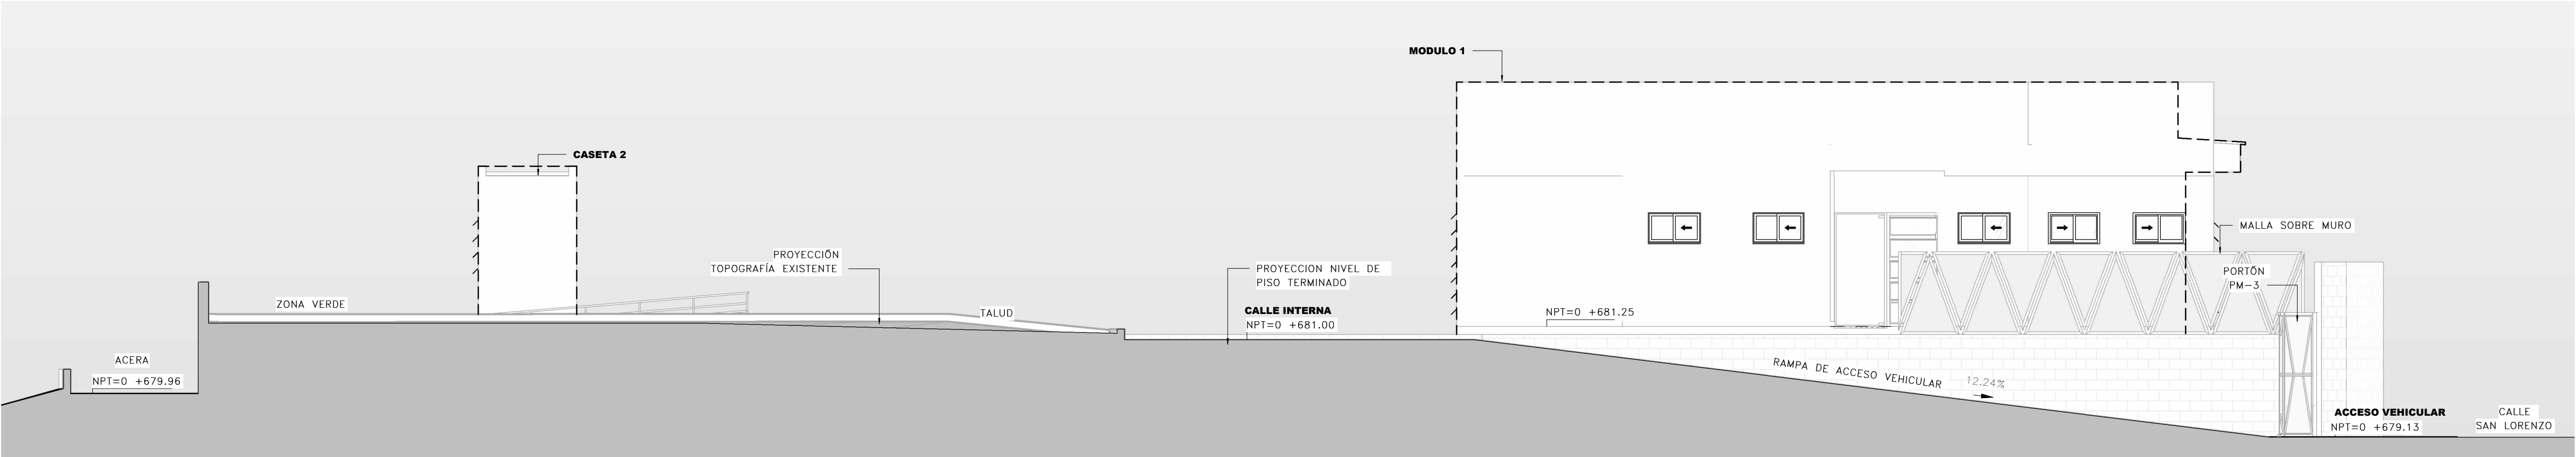 MODULO 1
CASETA 2
MALLA SOBRE MURO
PROYECCIÓN
TOPOGRAFÍA EXISTENTE
PROYECCION NIVEL DE
PISO TERMINADO
PORTÓN
PM-3
ZONA VERDE
TALUD
CALLE INTERNA
NPT=0 +681.00
NPT=0 +681.25
ACERA
NPT=0 +679.96
RAMPA DE ACCESO VEHICULAR 12.24%
ACCESO VEHICULAR
NPT=0 +679.13
CALLE
SAN LORENZO